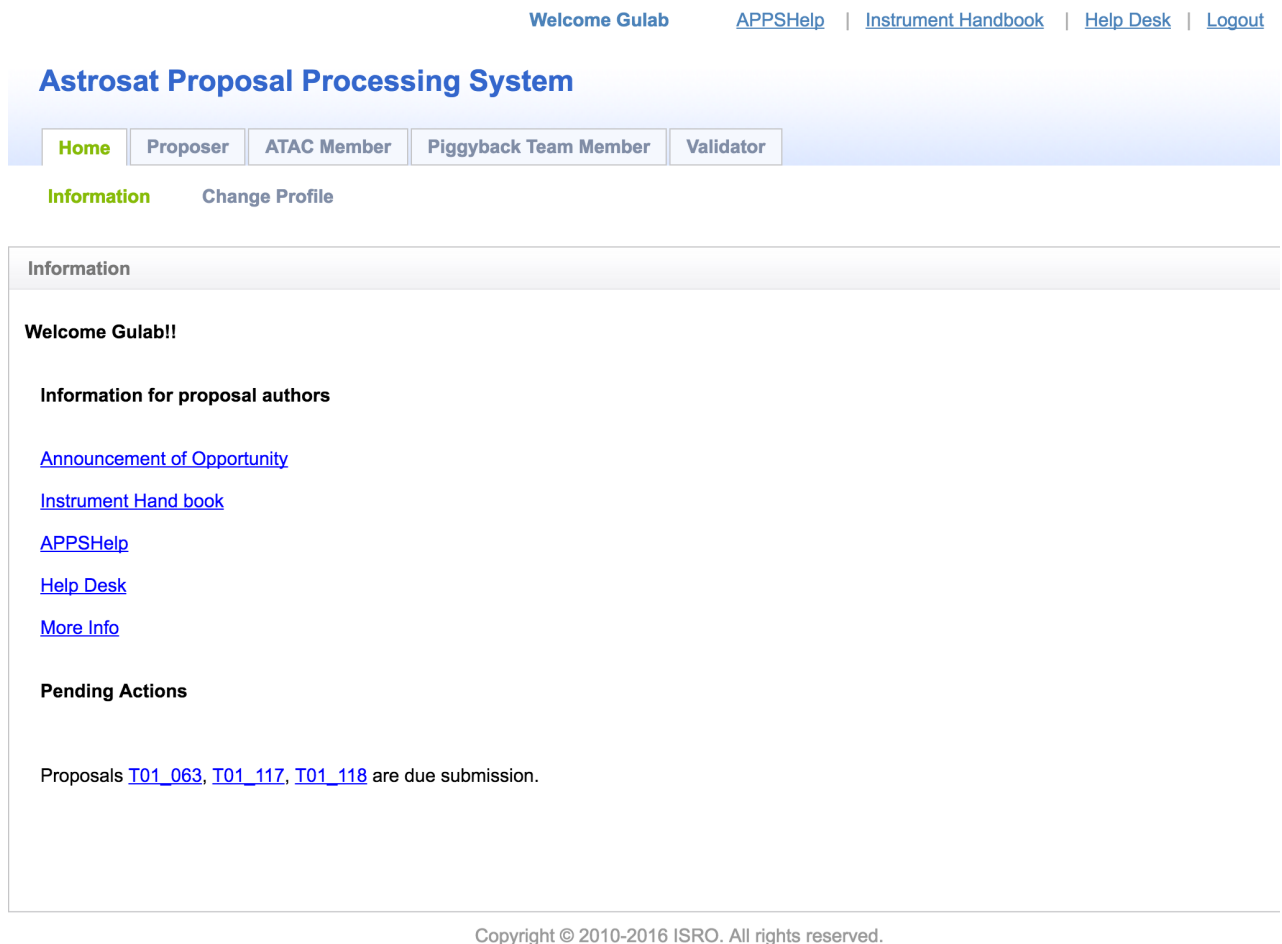 Welcome Gulab APPSHelp | Instrument Handbook | Help Desk | Logout
Astrosat Proposal Processing System
Home Proposer ATAC Member Piggyback Team Member Validator
Information Change Profile
Information
Welcome Gulab!!
Information for proposal authors
Announcement of Opportunity
Instrument Hand book
APPSHelp
Help Desk
More Info
Pending Actions
Proposals T01_063, T01_117, T01_118 are due submission.
Copyright © 2010-2016 ISRO. All rights reserved.